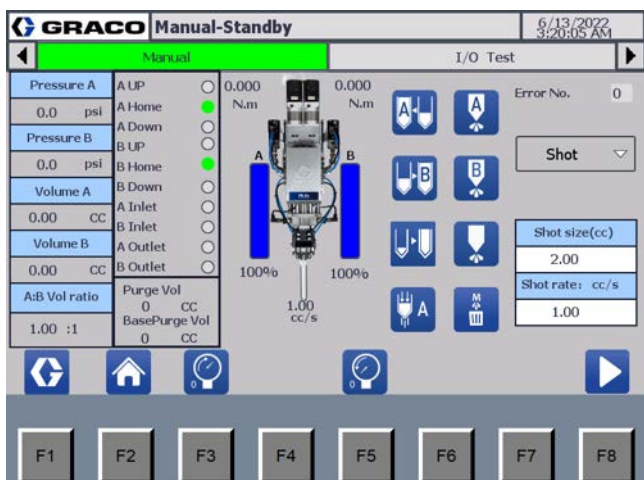 GRACO Manual-Standby 6/13/2022
3:20:05 AM
Manual I/O Test
Pressure A
0.0 psi
Pressure B
0.0 psi
Volume A
0.00 CC
Volume B
0.00 CC
A:B Vol ratio
1.00 :1
A UP
A Home
A Down
B UP
B Home
B Down
A Inlet
B Inlet
A Outlet
B Outlet
Purge Vol
0 CC
BasePurge Vol
0 CC
0.000 0.000
N.m N.m
A B
100% 100%
1.00
cc/s
A A
B B
A M
Error No. 0
Shot
Shot size(cc)
2.00
Shot rate: cc/s
1.00
0 0
F1 F2 F3 F4 F5 F6 F7 F8